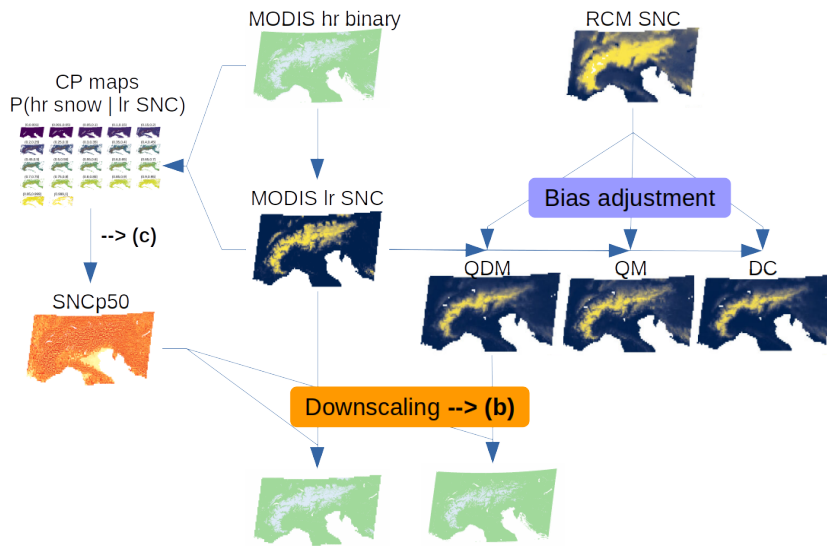 MODIS hr binary
RCM SNC
CP maps
P(hr snow | lr SNC)
MODIS lr SNC
Bias adjustment
--> (c)
QDM
QM
DC
SNCp50
Downscaling --> (b)